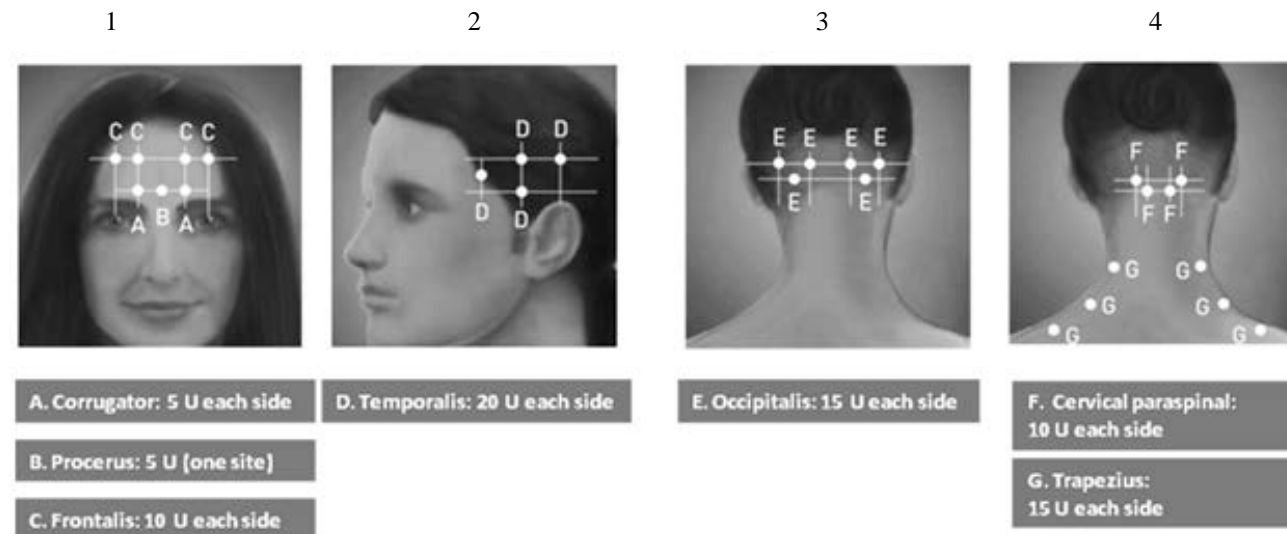 1 2 3 4
C C C C
A B A
D D
D D
E E E E
E E
F F
F F
G G
G G
G G
A. Corrugator: 5 U each side
B. Procerus: 5 U (one site)
C. Frontalis: 10 U each side
D. Temporalis: 20 U each side
E. Occipitalis: 15 U each side
F. Cervical paraspinal:
10 U each side
G. Trapezius:
15 U each side